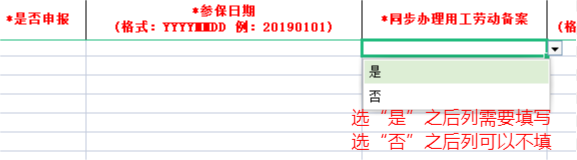 *是否申报
*参保日期
(格式：YYYYMMDD 例：20190101)
*同步办理用工劳动备案
是
否
选“是”之后列需要填写
选“否”之后列可以不填